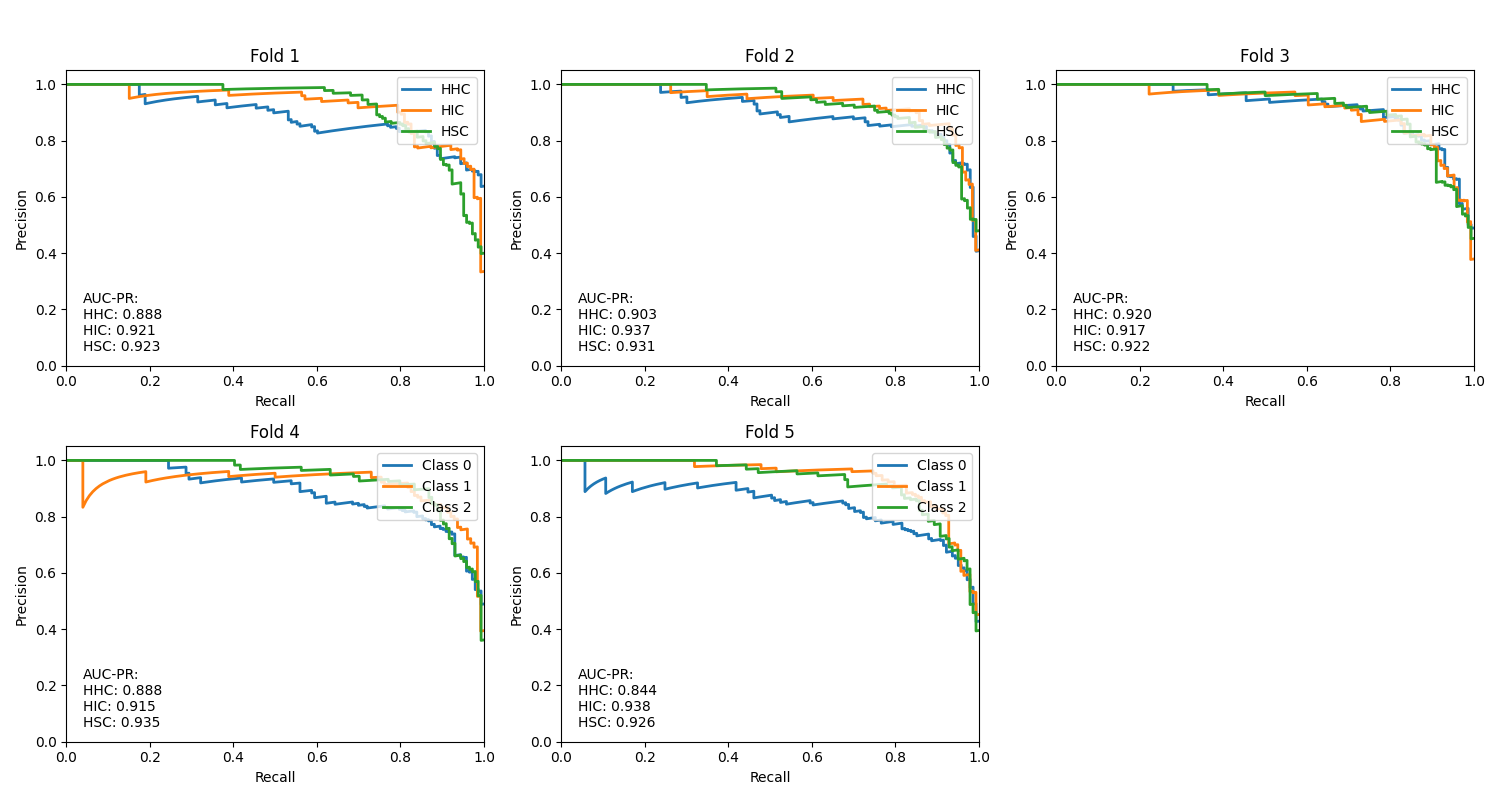 Fold 1
1.0
0.8
0.6
0.4
0.2
0.0
Precision
HHC
HIC
HSC
AUC-PR:
HHC: 0.888
HIC: 0.921
HSC: 0.923
0.0 0.2 0.4 0.6 0.8 1.0
Recall
Fold 2
1.0
0.8
0.6
0.4
0.2
0.0
Precision
HHC
HIC
HSC
AUC-PR:
HHC: 0.903
HIC: 0.937
HSC: 0.931
0.0 0.2 0.4 0.6 0.8 1.0
Recall
Fold 3
1.0
0.8
0.6
0.4
0.2
0.0
Precision
HHC
HIC
HSC
AUC-PR:
HHC: 0.920
HIC: 0.917
HSC: 0.922
0.0 0.2 0.4 0.6 0.8 1.0
Recall
Fold 4
1.0
0.8
0.6
0.4
0.2
0.0
Precision
Class 0
Class 1
Class 2
AUC-PR:
HHC: 0.888
HIC: 0.915
HSC: 0.935
0.0 0.2 0.4 0.6 0.8 1.0
Recall
Fold 5
1.0
0.8
0.6
0.4
0.2
0.0
Precision
Class 0
Class 1
Class 2
AUC-PR:
HHC: 0.844
HIC: 0.938
HSC: 0.926
0.0 0.2 0.4 0.6 0.8 1.0
Recall